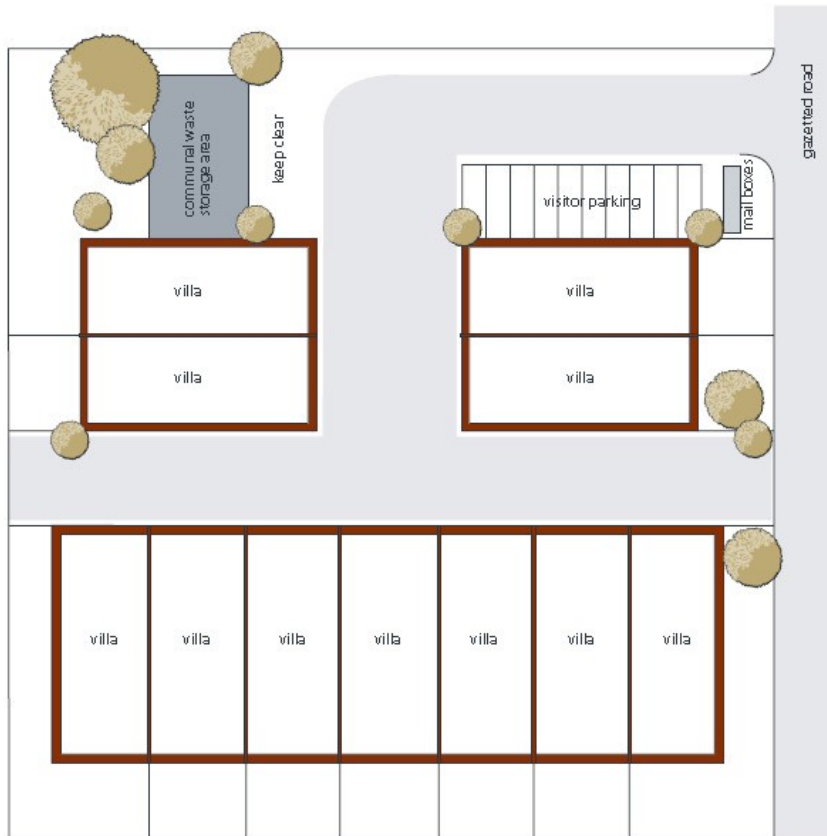 gazetted road
communal waste
storage area
keep clear
visitor parking
mail boxes
villa
villa
villa
villa
villa
villa
villa
villa
villa
villa
villa